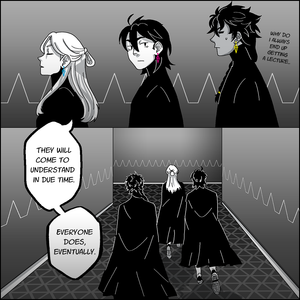 WHY DO
I ALWAYS
END UP
GETTING
A LECTURE..
THEY WILL
COME TO
UNDERSTAND
IN DUE TIME.
EVERYONE
DOES,
EVENTUALLY.